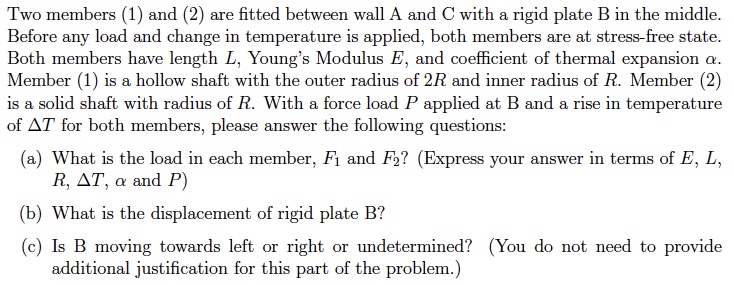 Two members (1) and (2) are fitted between wall A and C with a rigid plate B in the middle.
Before any load and change in temperature is applied, both members are at stress-free state.
Both members have length L, Young's Modulus E, and coefficient of thermal expansion α.
Member (1) is a hollow shaft with the outer radius of 2R and inner radius of R. Member (2)
is a solid shaft with radius of R. With a force load P applied at B and a rise in temperature
of ΔT for both members, please answer the following questions:
(a) What is the load in each member, F₁ and F₂? (Express your answer in terms of E, L,
R, ΔT, α and P)
(b) What is the displacement of rigid plate B?
(c) Is B moving towards left or right or undetermined? (You do not need to provide
additional justification for this part of the problem.)